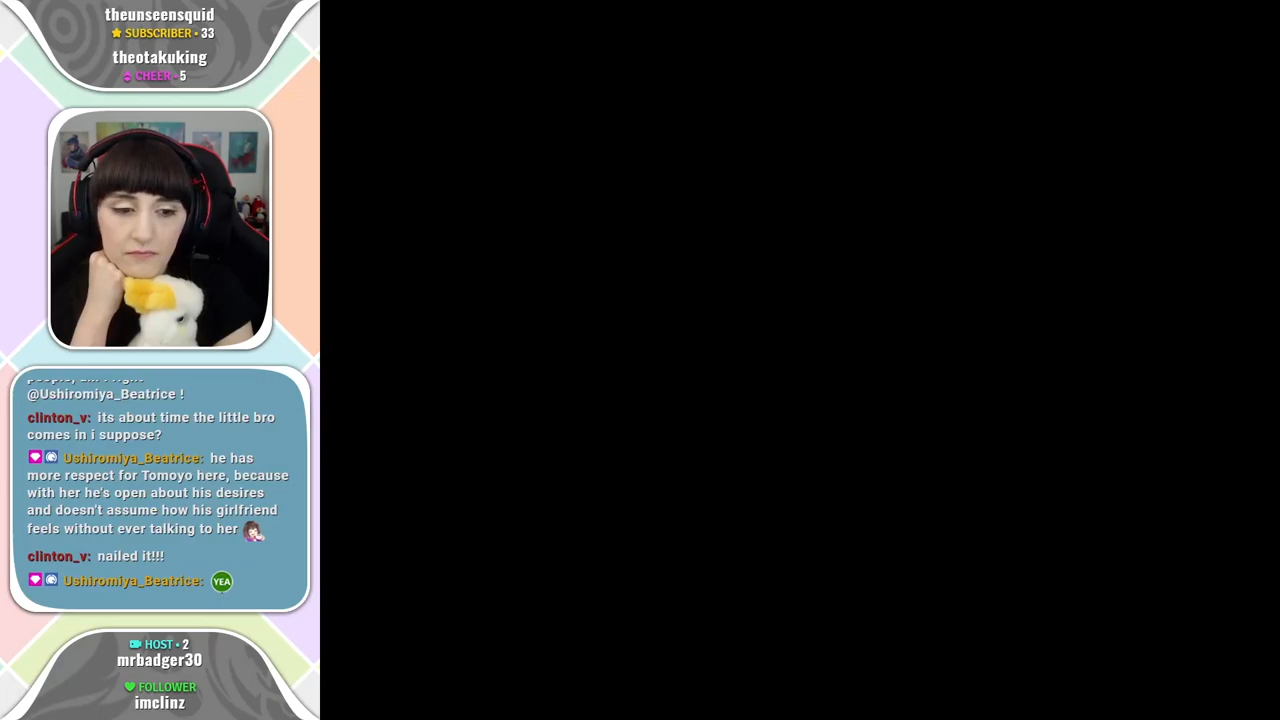 theunseensquid
SUBSCRIBER • 33
theotakuking
CHEER • 5
@Ushiromiya_Beatrice !
clinton_v: its about time the little bro
comes in i suppose?
Ushiromiya_Beatrice: he has
more respect for Tomoyo here, because
with her he's open about his desires
and doesn't assume how his girlfriend
feels without ever talking to her
clinton_v: nailed it!!!
Ushiromiya_Beatrice: YEA
HOST • 2
mrbadger30
FOLLOWER
imclinz